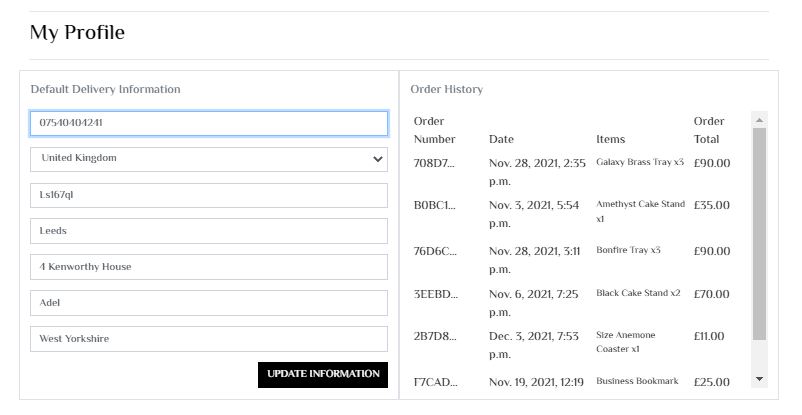 My Profile
Default Delivery Information
07540404241
United Kingdom
Ls167ql
Leeds
4 Kenworthy House
Adel
West Yorkshire
UPDATE INFORMATION
Order History
Order Number Date Items Order Total
708D7... Nov. 28, 2021, 2:35 p.m. Galaxy Brass Tray x3 £90.00
B0BC1... Nov. 3, 2021, 5:54 p.m. Amethyst Cake Stand x1 £35.00
76D6C... Nov. 28, 2021, 3:11 p.m. Bonfire Tray x3 £90.00
3EEBD... Nov. 6, 2021, 7:25 p.m. Black Cake Stand x2 £70.00
2B7D8... Dec. 3, 2021, 7:53 p.m. Size Anemone Coaster x1 £11.00
F7CAD... Nov. 19, 2021, 12:19 Business Bookmark £25.00